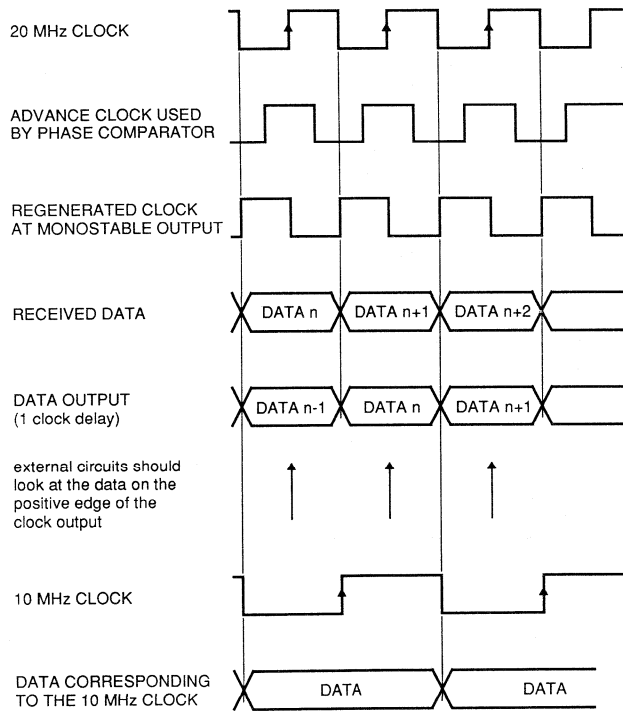 20 MHz CLOCK
ADVANCE CLOCK USED
BY PHASE COMPARATOR
REGENERATED CLOCK
AT MONOSTABLE OUTPUT
RECEIVED DATA
DATA n
DATA n+1
DATA n+2
DATA OUTPUT
(1 clock delay)
DATA n-1
DATA n
DATA n+1
external circuits should
look at the data on the
positive edge of the
clock output
10 MHz CLOCK
DATA CORRESPONDING
TO THE 10 MHz CLOCK
DATA
DATA